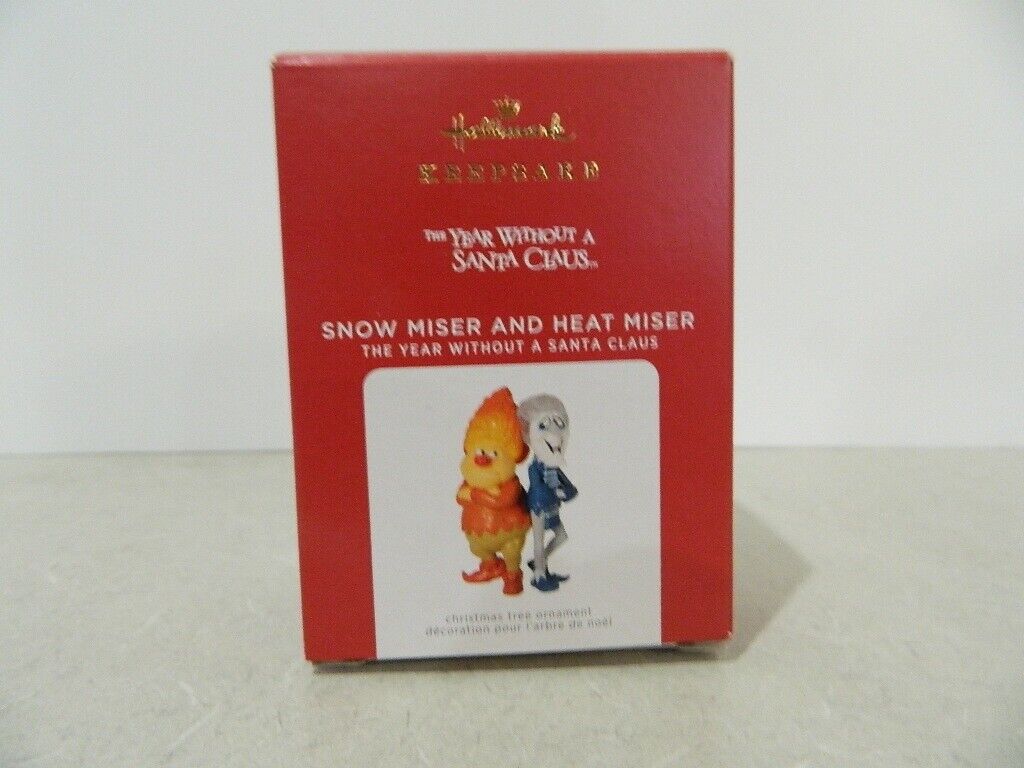 Hallmark
KEEPSAKE
THE YEAR WITHOUT A
SANTA CLAUS™
SNOW MISER AND HEAT MISER
THE YEAR WITHOUT A SANTA CLAUS
christmas tree ornament
décoration pour l'arbre de noël